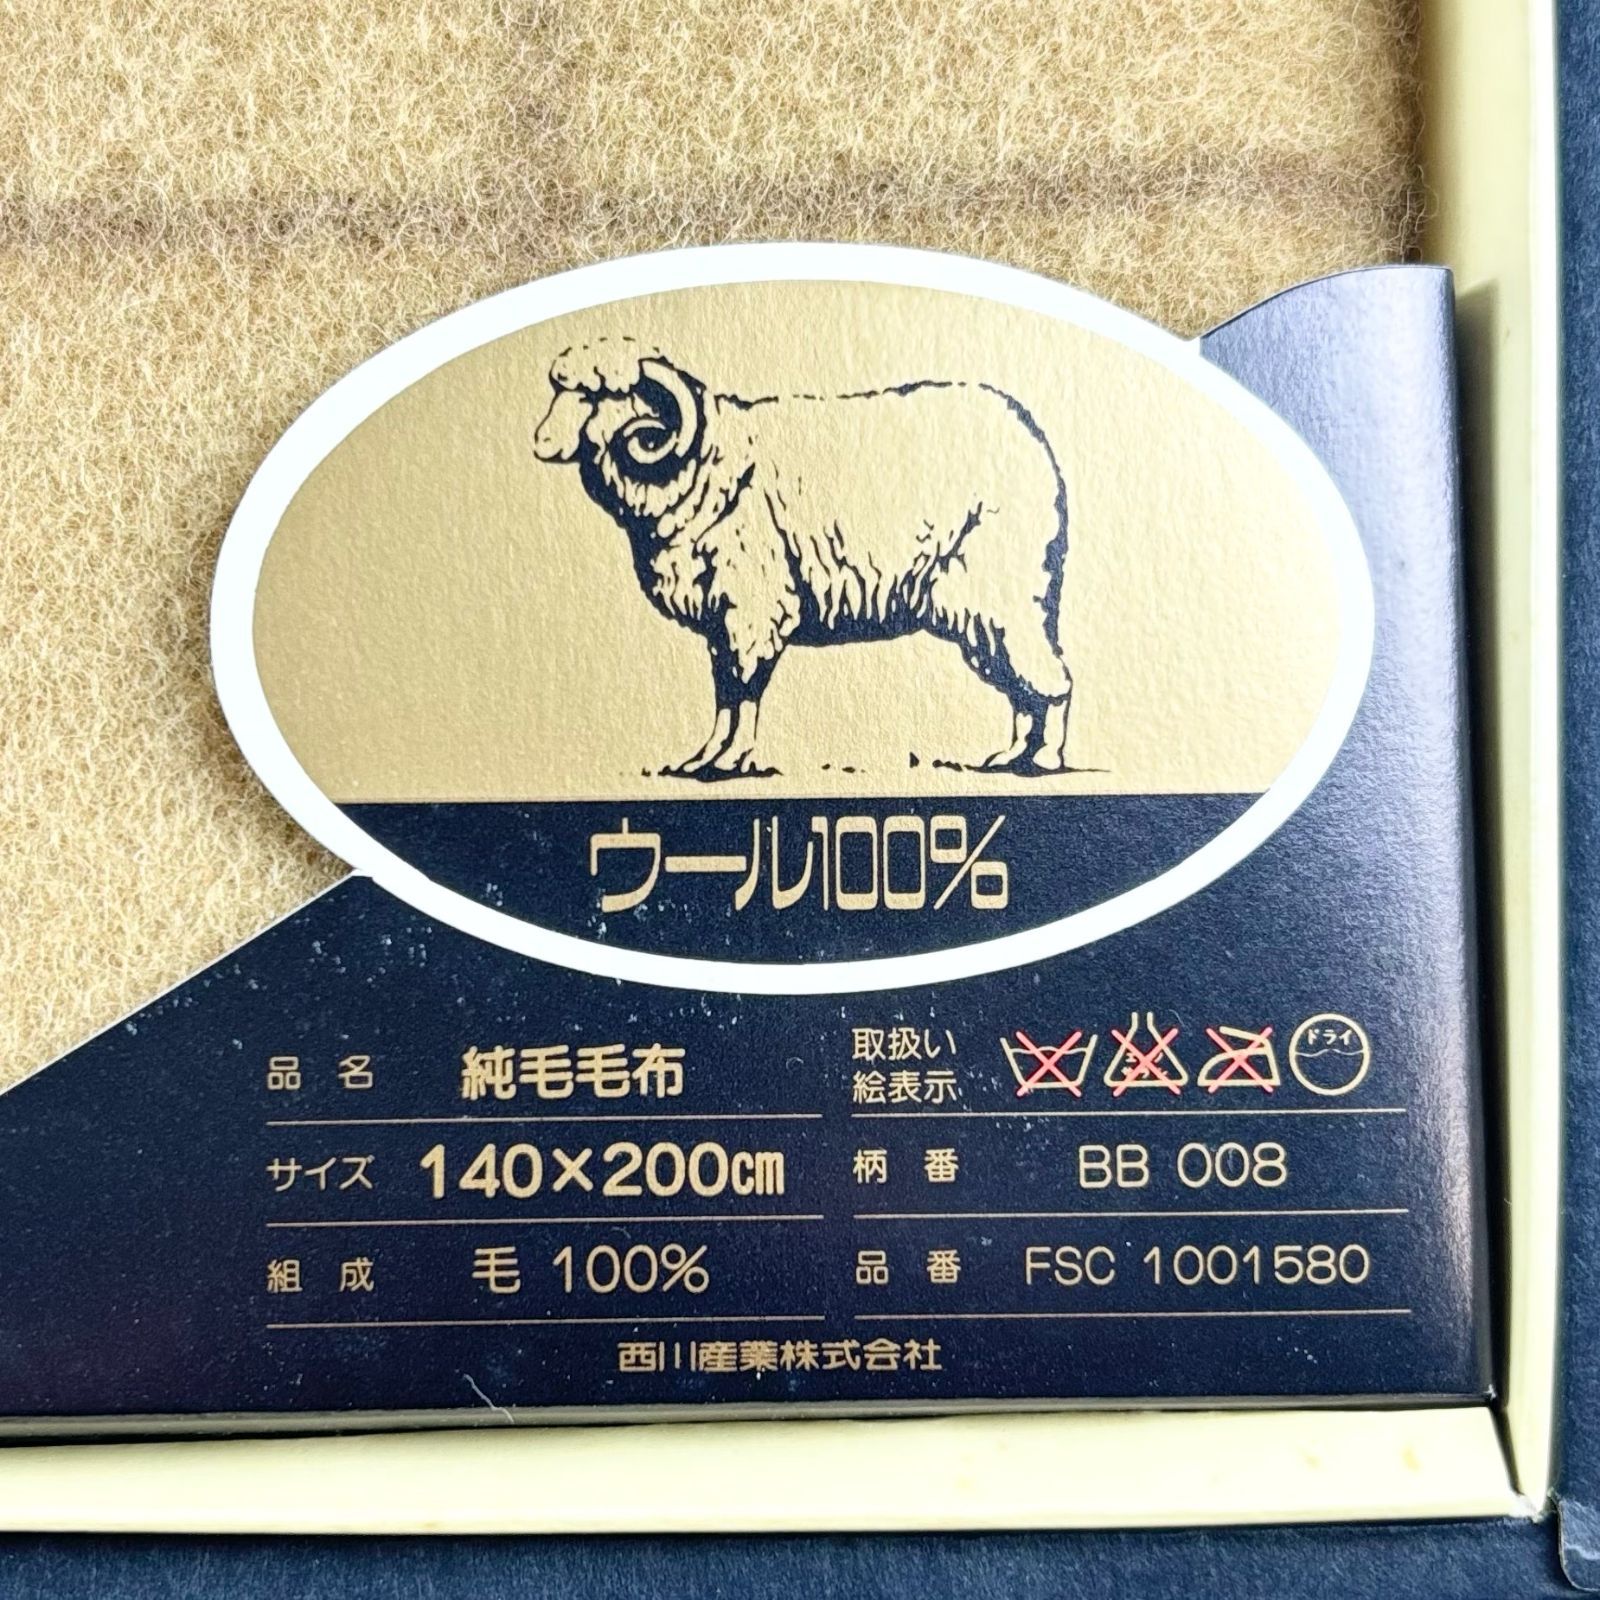 ウール100%
品名 純毛毛布
サイズ 140×200cm
組成 毛 100%
取扱い
絵表示
ドライ
柄番 BB 008
品番 FSC 1001580
西川産業株式会社